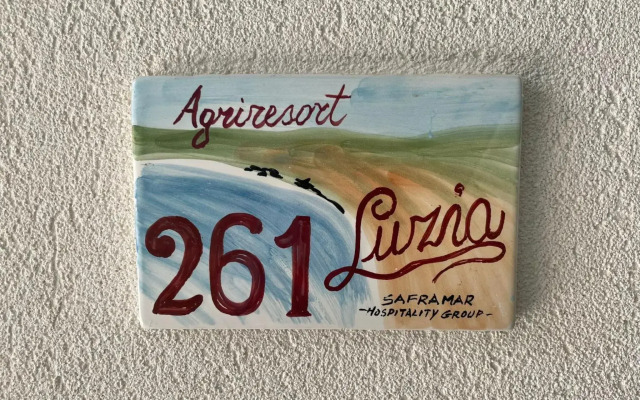 Agriresort
261
Luzia
SAFRAMAR
-HOSPITALITY GROUP-